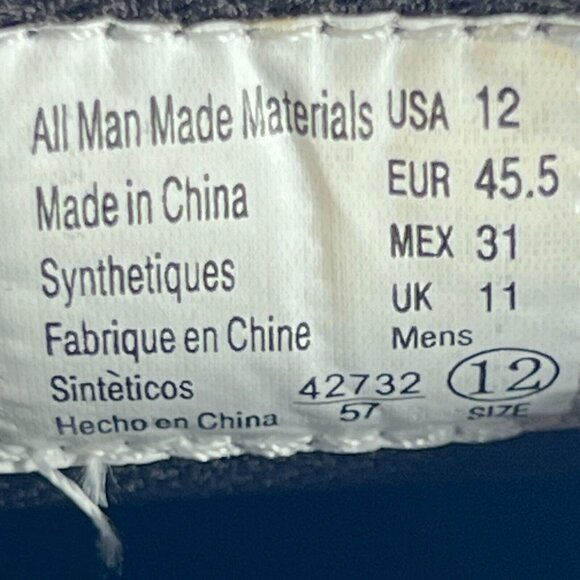 All Man Made Materials USA 12
Made in China EUR 45.5
Synthetiques MEX 31
Fabrique en Chine UK 11
Mens
Sintèticos 42732 12
Hecho en China 57 SIZE